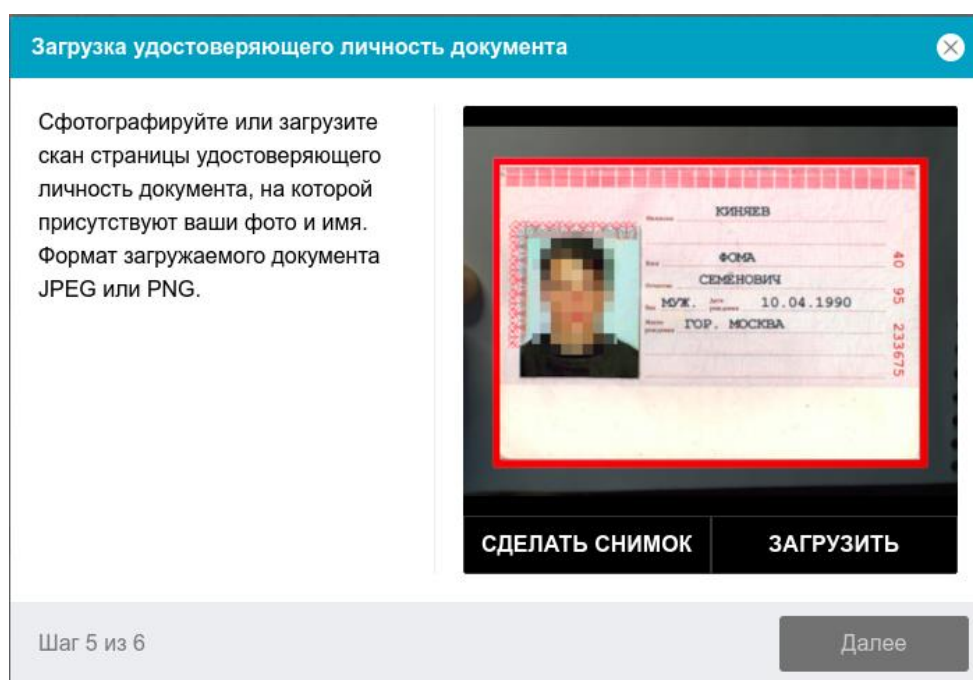 Загрузка удостоверяющего личность документа
Сфотографируйте или загрузите
скан страницы удостоверяющего
личность документа, на которой
присутствуют ваши фото и имя.
Формат загружаемого документа
JPEG или PNG.
КИНЯЕВ
ФОМА
СЕМЁНОВИЧ
МУЖ. 10.04.1990
ГОР. МОСКВА
40 95 233675
СДЕЛАТЬ СНИМОК ЗАГРУЗИТЬ
Шаг 5 из 6
Далее